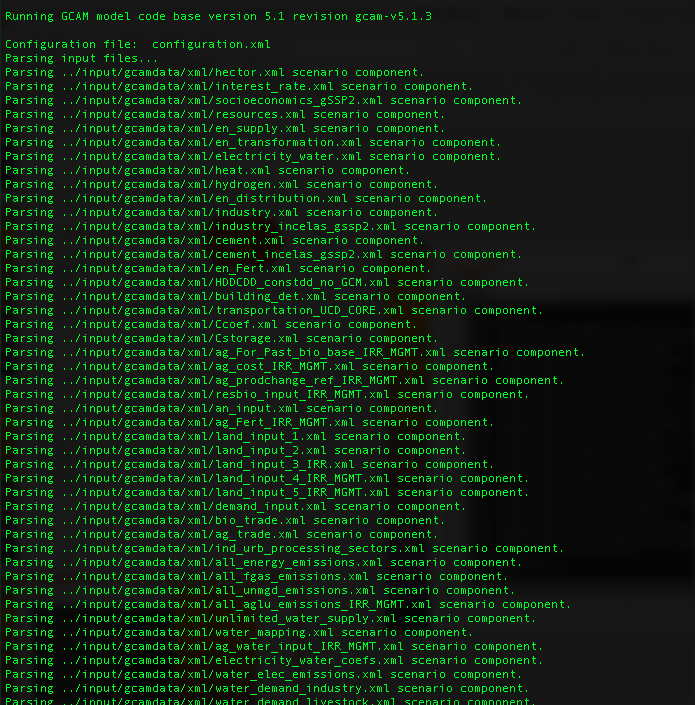 Running GCAM model code base version 5.1 revision gcam-v5.1.3
Configuration file:  configuration.xml
Parsing input files...
Parsing ../input/gcamdata/xml/hector.xml scenario component.
Parsing ../input/gcamdata/xml/interest_rate.xml scenario component.
Parsing ../input/gcamdata/xml/socioeconomics_gSSP2.xml scenario component.
Parsing ../input/gcamdata/xml/resources.xml scenario component.
Parsing ../input/gcamdata/xml/en_supply.xml scenario component.
Parsing ../input/gcamdata/xml/en_transformation.xml scenario component.
Parsing ../input/gcamdata/xml/electricity_water.xml scenario component.
Parsing ../input/gcamdata/xml/heat.xml scenario component.
Parsing ../input/gcamdata/xml/hydrogen.xml scenario component.
Parsing ../input/gcamdata/xml/en_distribution.xml scenario component.
Parsing ../input/gcamdata/xml/industry.xml scenario component.
Parsing ../input/gcamdata/xml/industry_incelas_gssp2.xml scenario component.
Parsing ../input/gcamdata/xml/cement.xml scenario component.
Parsing ../input/gcamdata/xml/cement_incelas_gssp2.xml scenario component.
Parsing ../input/gcamdata/xml/en_Fert.xml scenario component.
Parsing ../input/gcamdata/xml/HDDCDD_constdd_no_GCM.xml scenario component.
Parsing ../input/gcamdata/xml/building_det.xml scenario component.
Parsing ../input/gcamdata/xml/transportation_UCD_CORE.xml scenario component.
Parsing ../input/gcamdata/xml/Ccoef.xml scenario component.
Parsing ../input/gcamdata/xml/Cstorage.xml scenario component.
Parsing ../input/gcamdata/xml/ag_For_Past_bio_base_IRR_MGMT.xml scenario component.
Parsing ../input/gcamdata/xml/ag_cost_IRR_MGMT.xml scenario component.
Parsing ../input/gcamdata/xml/ag_prodchange_ref_IRR_MGMT.xml scenario component.
Parsing ../input/gcamdata/xml/resbio_input_IRR_MGMT.xml scenario component.
Parsing ../input/gcamdata/xml/an_input.xml scenario component.
Parsing ../input/gcamdata/xml/ag_Fert_IRR_MGMT.xml scenario component.
Parsing ../input/gcamdata/xml/land_input_1.xml scenario component.
Parsing ../input/gcamdata/xml/land_input_2.xml scenario component.
Parsing ../input/gcamdata/xml/land_input_3_IRR.xml scenario component.
Parsing ../input/gcamdata/xml/land_input_4_IRR_MGMT.xml scenario component.
Parsing ../input/gcamdata/xml/land_input_5_IRR_MGMT.xml scenario component.
Parsing ../input/gcamdata/xml/demand_input.xml scenario component.
Parsing ../input/gcamdata/xml/bio_trade.xml scenario component.
Parsing ../input/gcamdata/xml/ag_trade.xml scenario component.
Parsing ../input/gcamdata/xml/ind_urb_processing_sectors.xml scenario component.
Parsing ../input/gcamdata/xml/all_energy_emissions.xml scenario component.
Parsing ../input/gcamdata/xml/all_fgas_emissions.xml scenario component.
Parsing ../input/gcamdata/xml/all_unmgd_emissions.xml scenario component.
Parsing ../input/gcamdata/xml/all_aglu_emissions_IRR_MGMT.xml scenario component.
Parsing ../input/gcamdata/xml/unlimited_water_supply.xml scenario component.
Parsing ../input/gcamdata/xml/water_mapping.xml scenario component.
Parsing ../input/gcamdata/xml/ag_water_input_IRR_MGMT.xml scenario component.
Parsing ../input/gcamdata/xml/electricity_water_coefs.xml scenario component.
Parsing ../input/gcamdata/xml/water_elec_emissions.xml scenario component.
Parsing ../input/gcamdata/xml/water_demand_industry.xml scenario component.
Parsing ../input/gcamdata/xml/water_demand_livestock.xml scenario component.